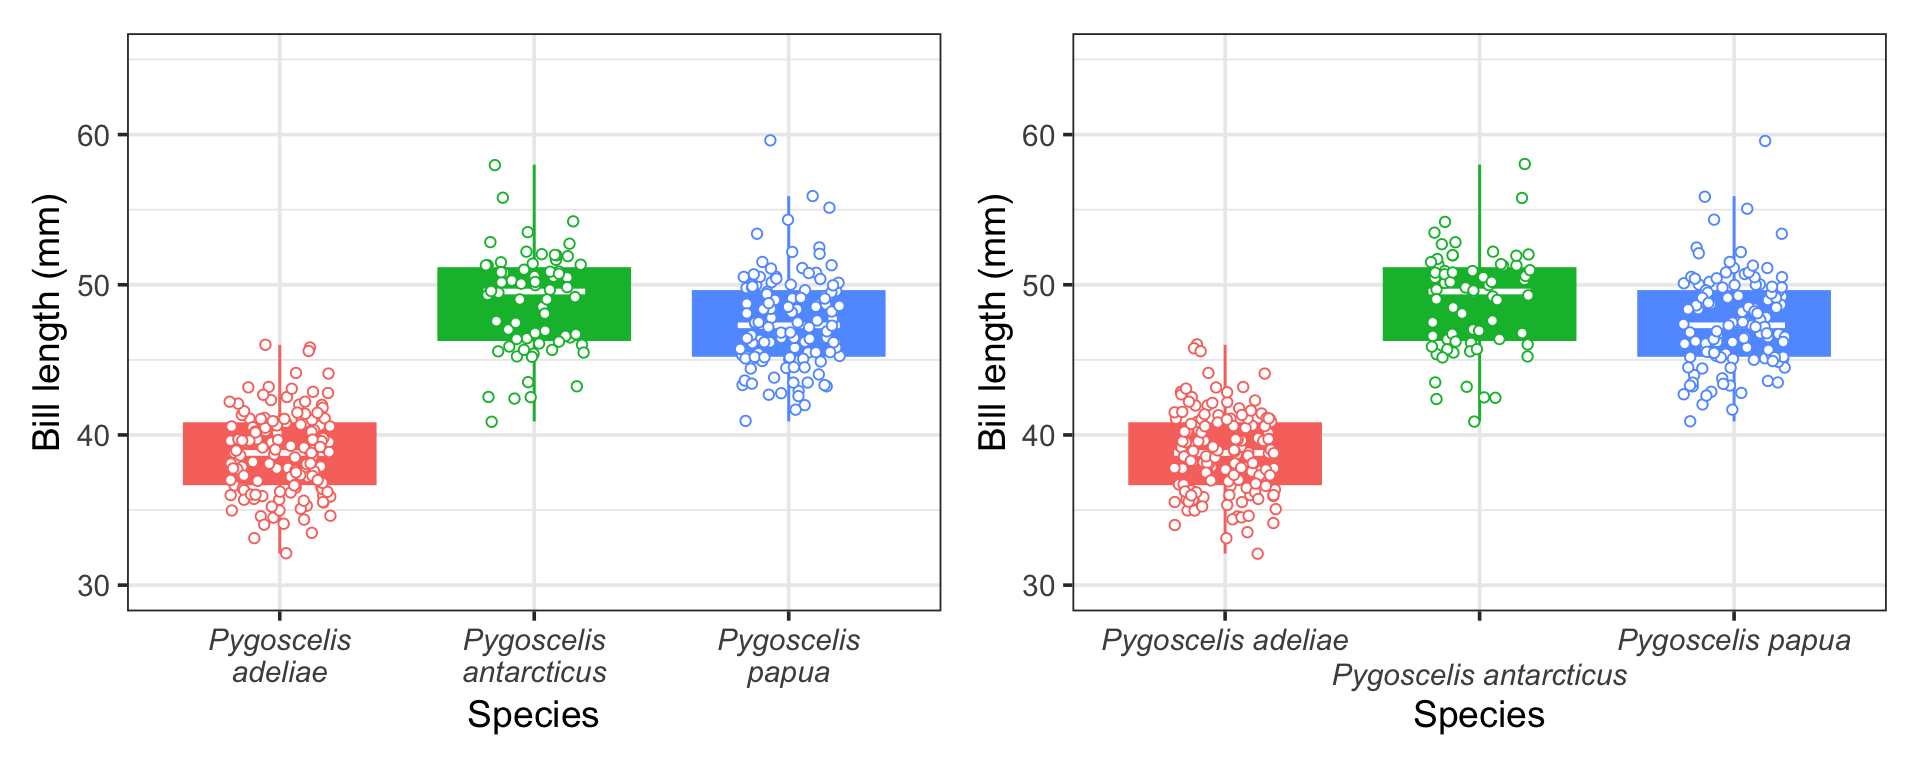 Bill length (mm)
60
50
40
30
Pygoscelis
adeliae
Pygoscelis
antarcticus
Pygoscelis
papua
Species
Bill length (mm)
60
50
40
30
Pygoscelis adeliae
Pygoscelis papua
Pygoscelis antarcticus
Species